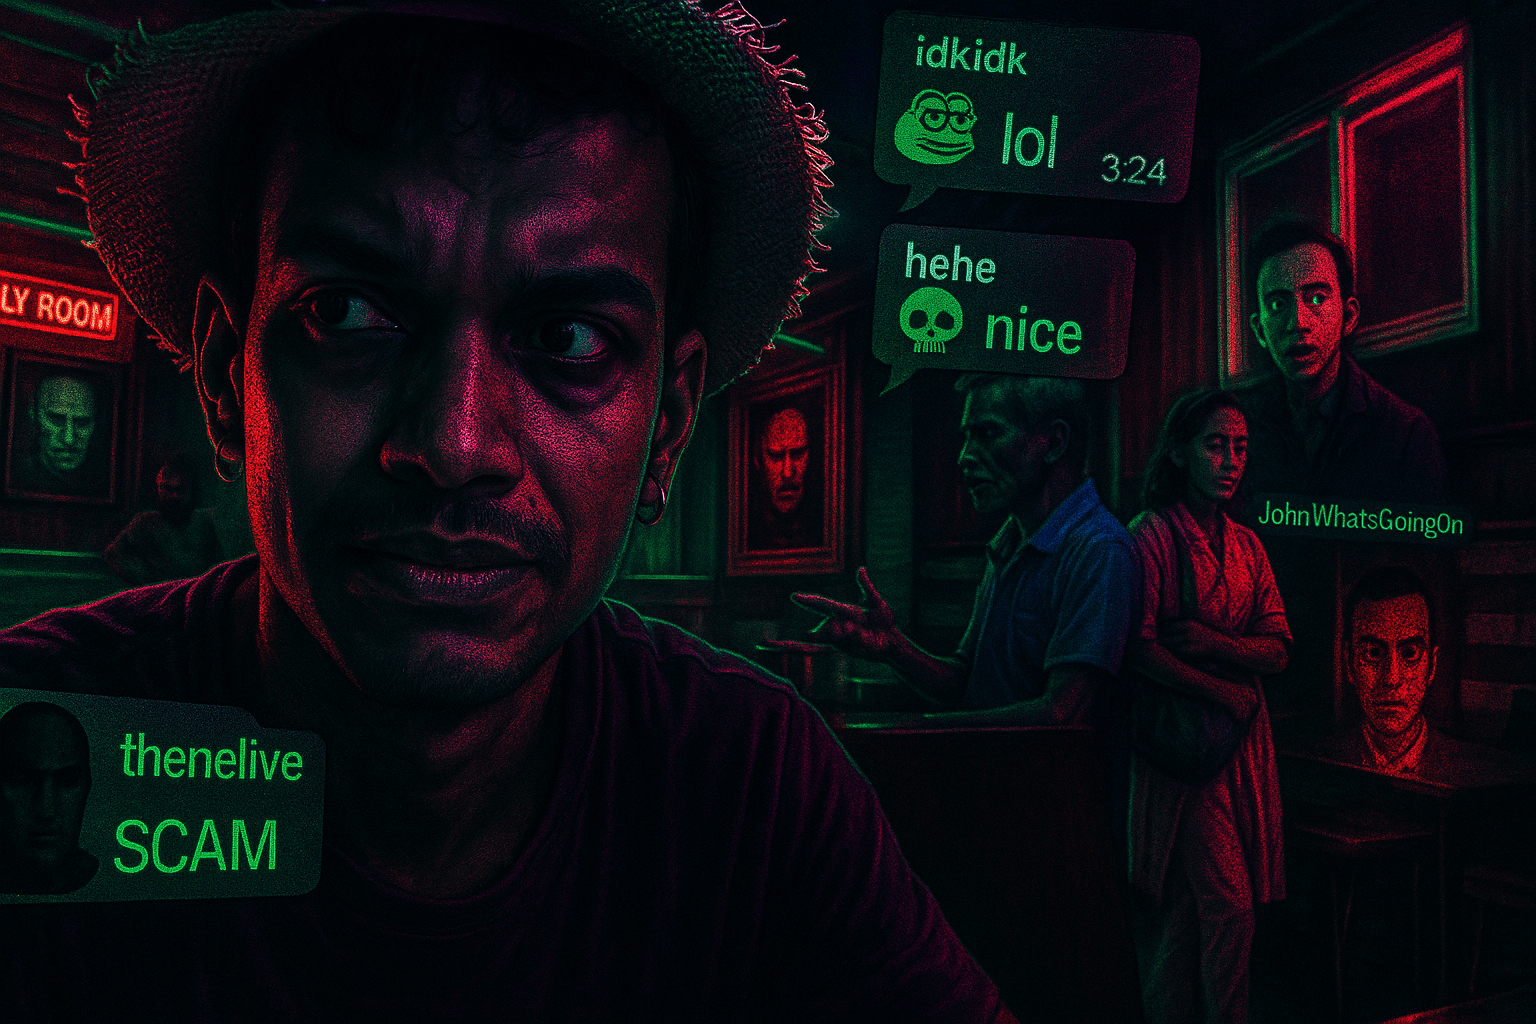 idkidk
lol
3:24
hehe
nice
LY ROOM
JohnWhatsGoingOn
thenelive
SCAM